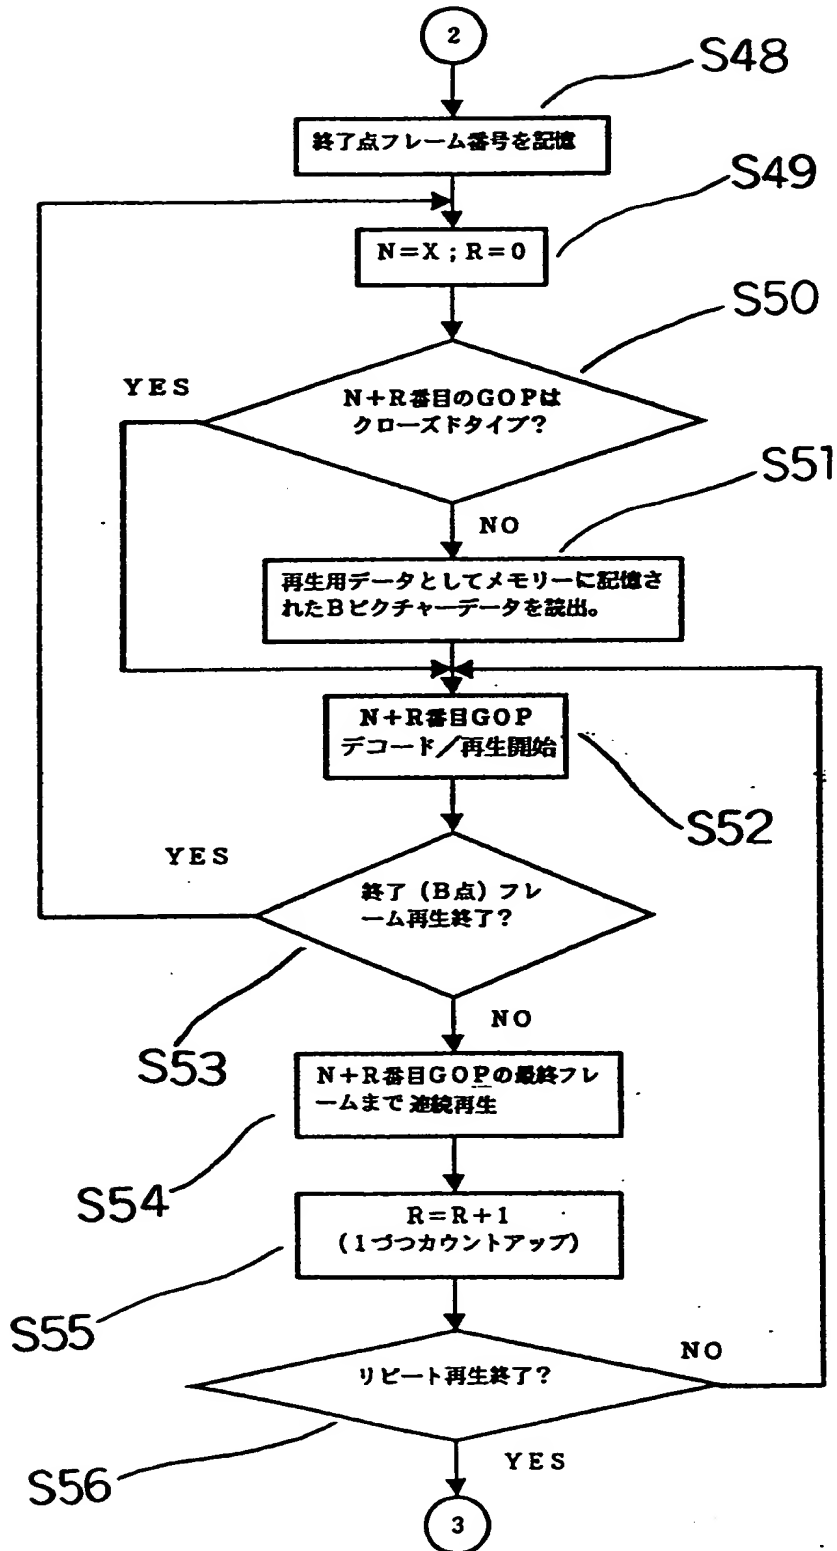 2
S48
終了点フレーム番号を記憶
S49
N=X;R=0
S50
YES
N+R番目のGOPは
クローズドタイプ?
S51
NO
再生用データとしてメモリーに記憶さ
れたBピクチャーデータを読出。
N+R番目GOP
デコード/再生開始
S52
YES
終了(B点)フレ
ーム再生終了?
NO
S53
N+R番目GOPの最終フレ
ームまで連続再生
S54
R=R+1
(1づつカウントアップ)
S55
NO
リピート再生終了?
YES
S56
3